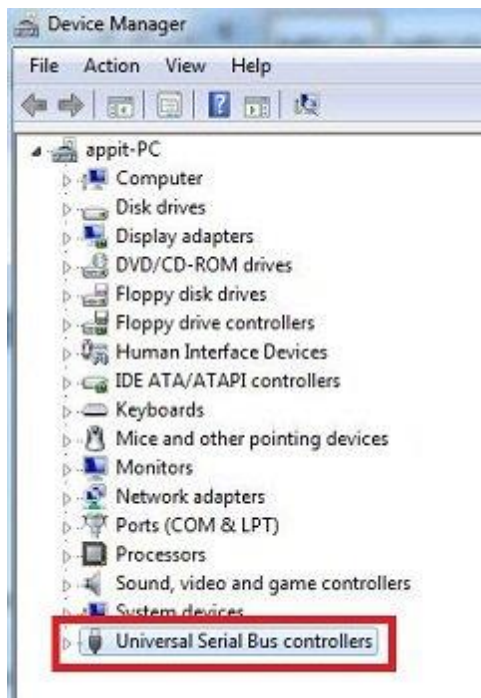 Device Manager
File Action View Help
appit-PC
Computer
Disk drives
Display adapters
DVD/CD-ROM drives
Floppy disk drives
Floppy drive controllers
Human Interface Devices
IDE ATA/ATAPI controllers
Keyboards
Mice and other pointing devices
Monitors
Network adapters
Ports (COM & LPT)
Processors
Sound, video and game controllers
System devices
Universal Serial Bus controllers